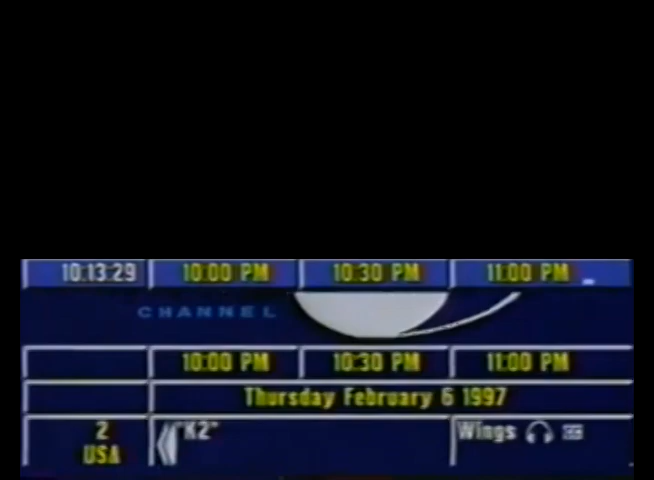 10:13:29 10:00 PM 10:30 PM 11:00 PM
CHANNEL
10:00 PM 10:30 PM 11:00 PM
Thursday February 6 1997
2 "K2" Wings
USA